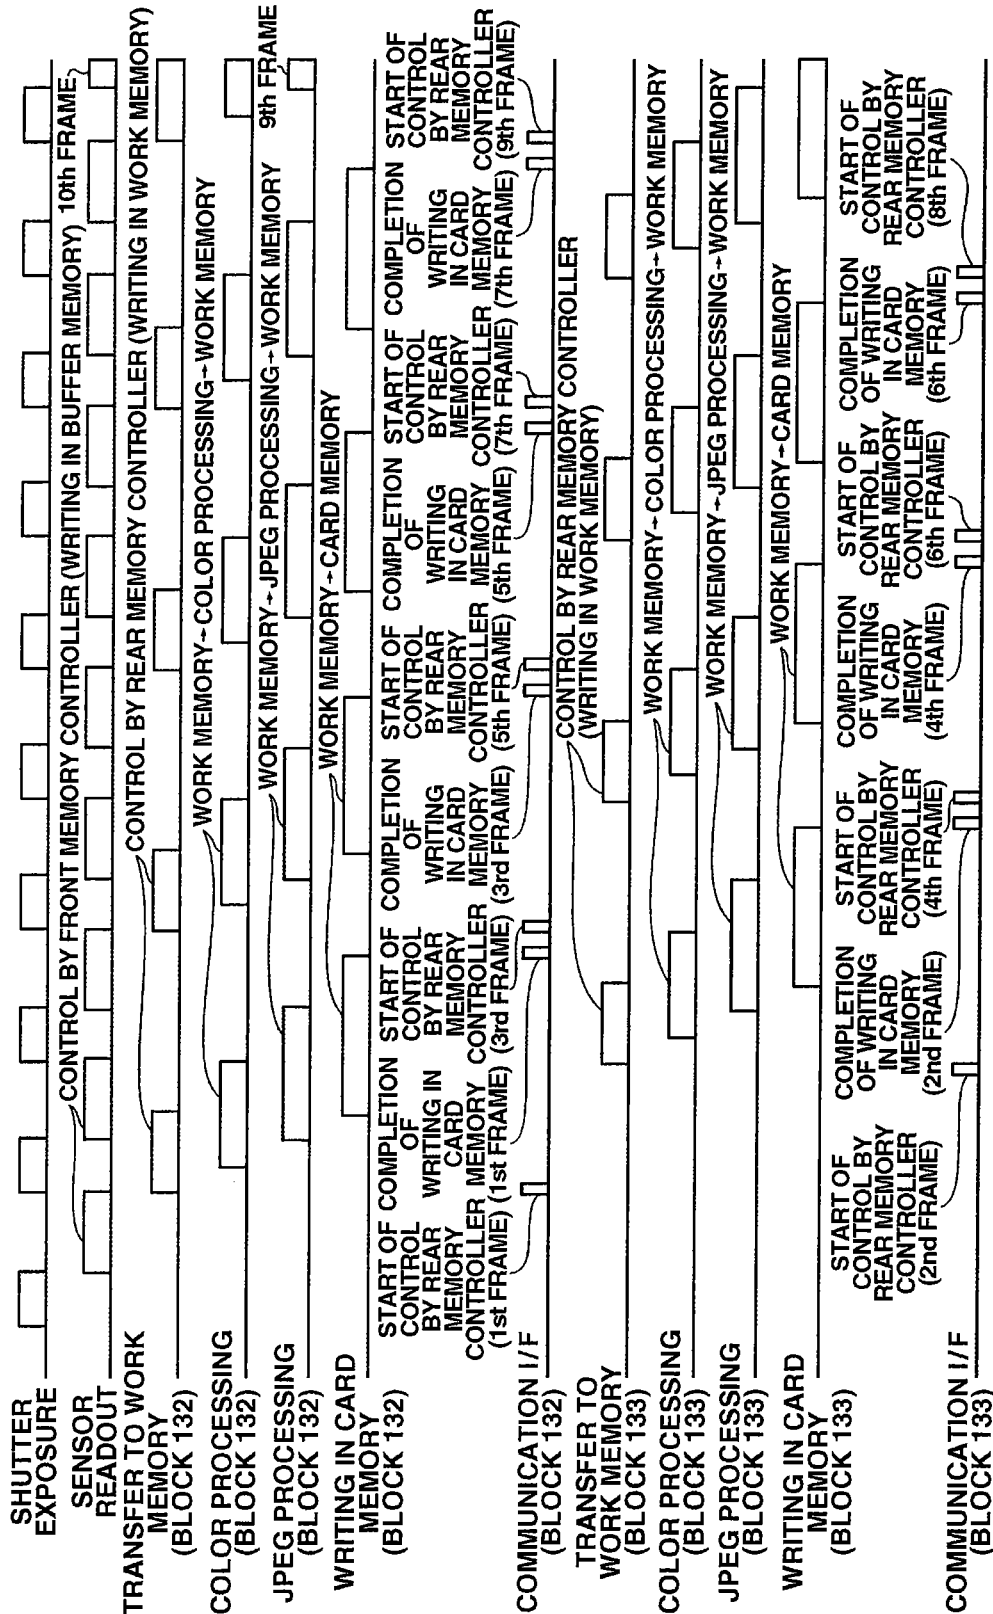 SHUTTER
EXPOSURE
SENSOR
READOUT
CONTROL BY FRONT MEMORY CONTROLLER (WRITING IN BUFFER MEMORY)
10th FRAME
TRANSFER TO WORK
MEMORY
(BLOCK 132)
CONTROL BY REAR MEMORY CONTROLLER (WRITING IN WORK MEMORY)
COLOR PROCESSING
(BLOCK 132)
WORK MEMORY→COLOR PROCESSING→WORK MEMORY
JPEG PROCESSING
(BLOCK 132)
WORK MEMORY→JPEG PROCESSING→WORK MEMORY
9th FRAME
WRITING IN CARD
MEMORY
(BLOCK 132)
WORK MEMORY→CARD MEMORY
START OF
CONTROL
BY REAR
MEMORY
CONTROLLER
(1st FRAME)
COMPLETION
OF
WRITING IN
CARD
MEMORY
(1st FRAME)
START OF
CONTROL
BY REAR
MEMORY
CONTROLLER
(3rd FRAME)
COMPLETION
OF
WRITING
IN CARD
MEMORY
(3rd FRAME)
START OF
CONTROL
BY REAR
MEMORY
CONTROLLER
(5th FRAME)
COMPLETION
OF
WRITING
IN CARD
MEMORY
(5th FRAME)
START OF
CONTROL
BY REAR
MEMORY
CONTROLLER
(7th FRAME)
COMPLETION
OF
WRITING
IN CARD
MEMORY
(7th FRAME)
START OF
CONTROL
BY REAR
MEMORY
CONTROLLER
(9th FRAME)
COMMUNICATION I/F
(BLOCK 132)
TRANSFER TO
WORK MEMORY
(BLOCK 133)
CONTROL BY REAR MEMORY CONTROLLER
(WRITING IN WORK MEMORY)
COLOR PROCESSING
(BLOCK 133)
WORK MEMORY→COLOR PROCESSING→WORK MEMORY
JPEG PROCESSING
(BLOCK 133)
WORK MEMORY→JPEG PROCESSING→WORK MEMORY
WRITING IN CARD
MEMORY
(BLOCK 133)
WORK MEMORY→CARD MEMORY
START OF
CONTROL BY
REAR MEMORY
CONTROLLER
(2nd FRAME)
COMPLETION
OF WRITING
IN CARD
MEMORY
(2nd FRAME)
START OF
CONTROL BY
REAR MEMORY
CONTROLLER
(4th FRAME)
COMPLETION
OF WRITING
IN CARD
MEMORY
(4th FRAME)
START OF
CONTROL BY
REAR MEMORY
CONTROLLER
(6th FRAME)
COMPLETION
OF WRITING
IN CARD
MEMORY
(6th FRAME)
START OF
CONTROL BY
REAR MEMORY
CONTROLLER
(8th FRAME)
COMMUNICATION I/F
(BLOCK 133)